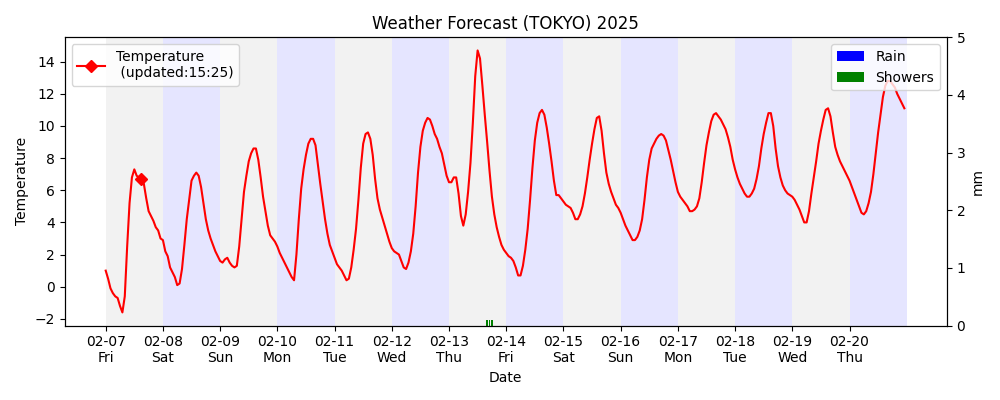 Weather Forecast (TOKYO) 2025
Temperature
(updated:15:25)
Rain
Showers
Temperature
14
12
10
8
6
4
2
0
−2
5
4
3
2
1
0
mm
02-07 02-08 02-09 02-10 02-11 02-12 02-13 02-14 02-15 02-16 02-17 02-18 02-19 02-20
Fri Sat Sun Mon Tue Wed Thu Fri Sat Sun Mon Tue Wed Thu
Date